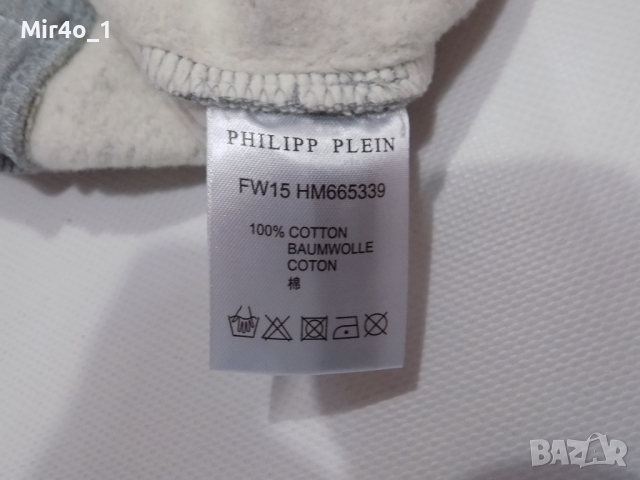 Mir4o_1
PHILIPP PLEIN
FW15 HM665339
100% COTTON
BAUMWOLLE
COTON
棉
BAZAR